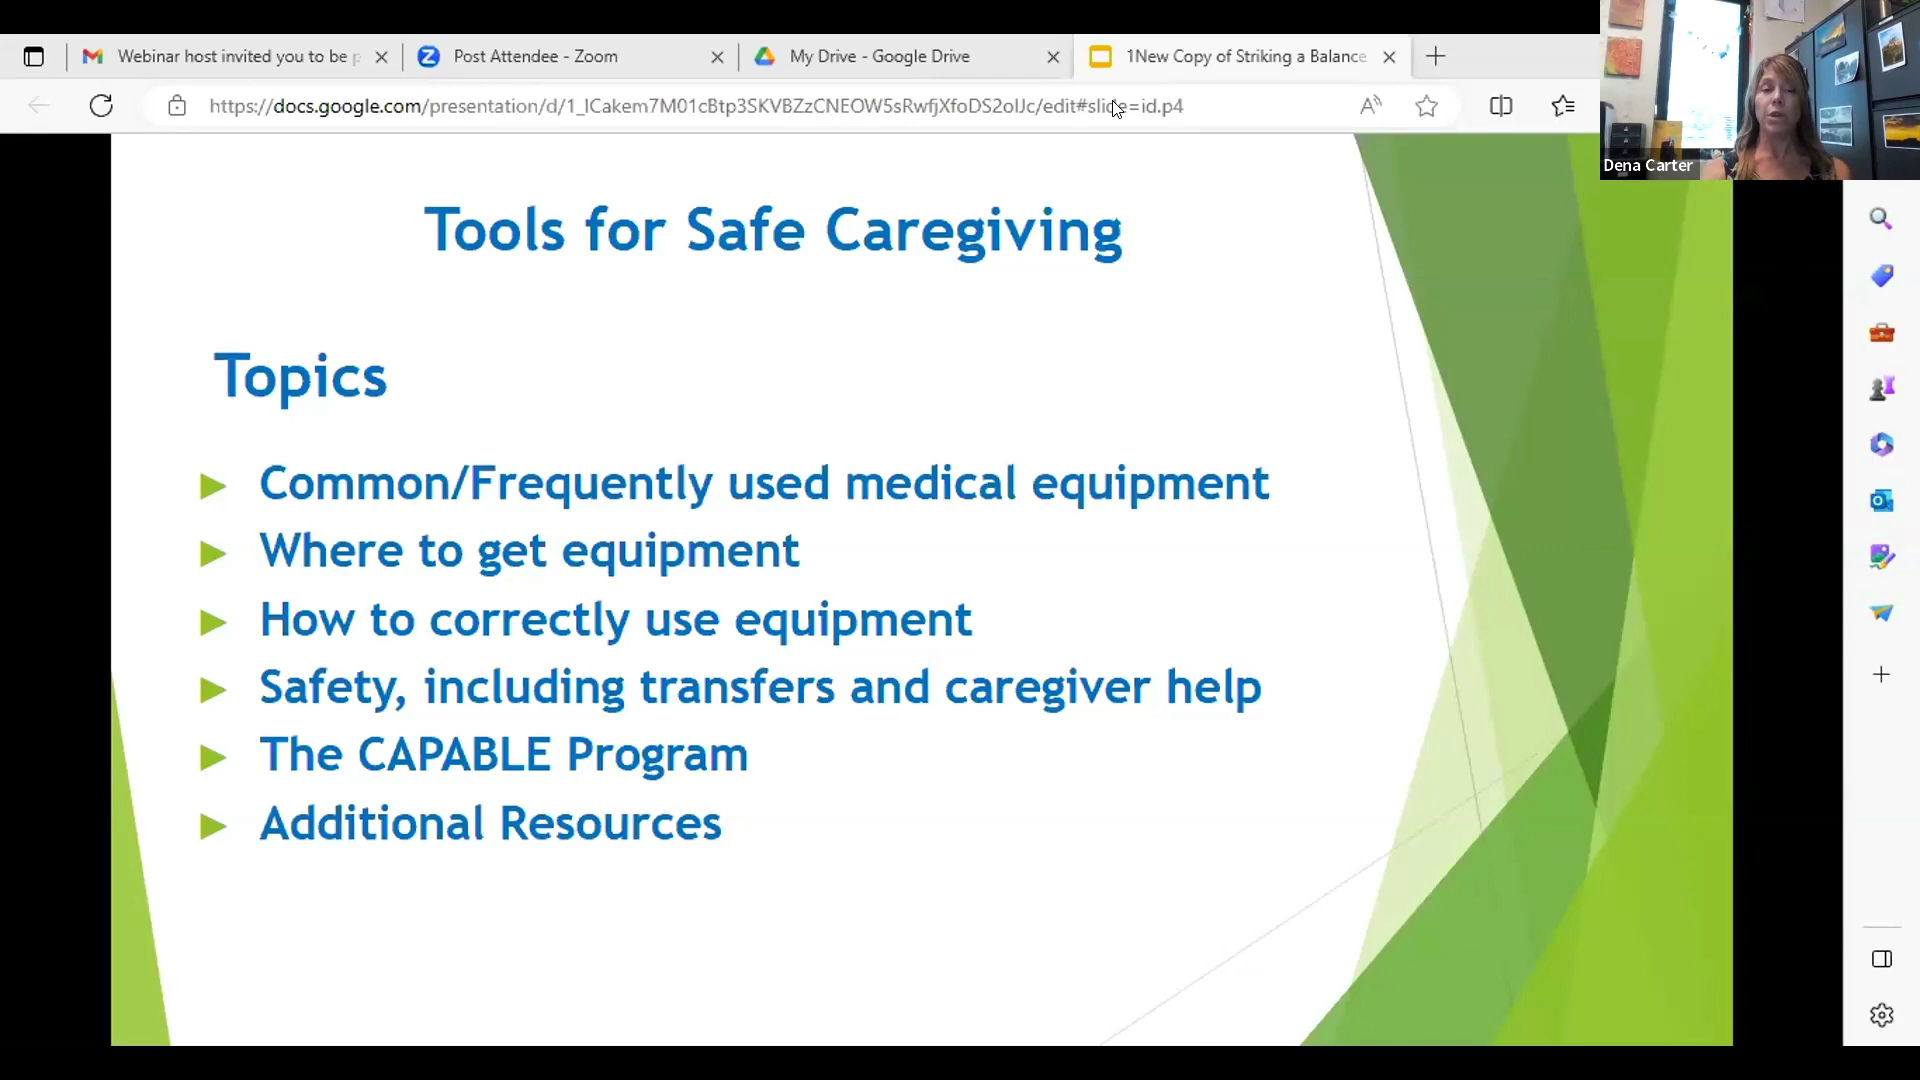 Webinar host invited you to be p
Post Attendee - Zoom
My Drive - Google Drive
1New Copy of Striking a Balance
https://docs.google.com/presentation/d/1_lCakem7M01cBtp3SKVBZzCNEOW5sRwfjXfoDS2oIJc/edit#slide=id.p4
Dena Carter
Tools for Safe Caregiving
Topics
Common/Frequently used medical equipment
Where to get equipment
How to correctly use equipment
Safety, including transfers and caregiver help
The CAPABLE Program
Additional Resources